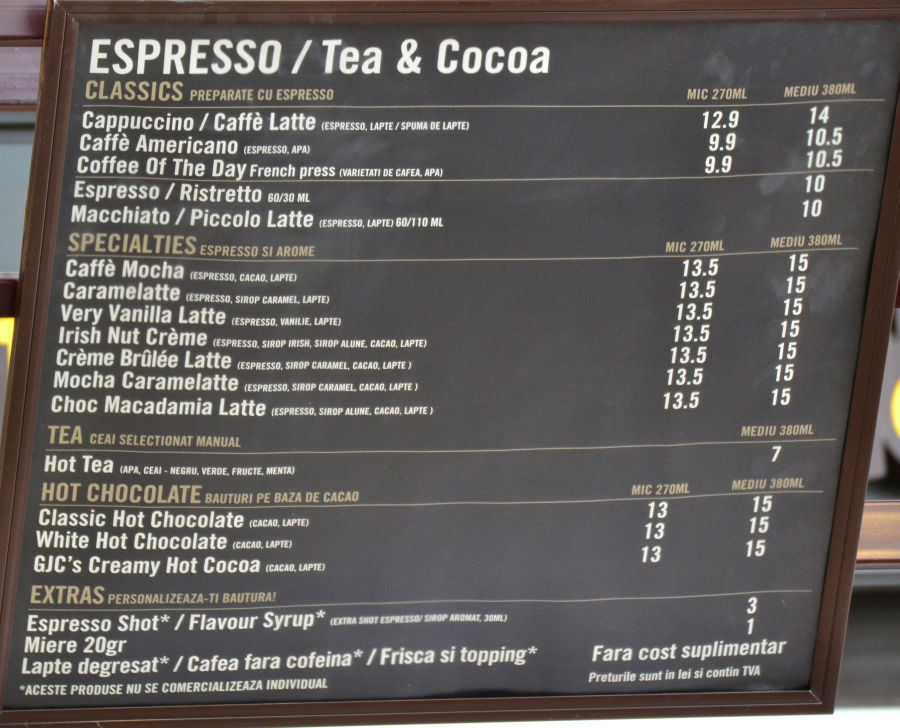 ESPRESSO / Tea & Cocoa
CLASSICS PREPARATE CU ESPRESSO MIC 270ML MEDIU 380ML
Cappuccino / Caffè Latte (ESPRESSO, LAPTE / SPUMA DE LAPTE) 12.9 14
Caffè Americano (ESPRESSO, APA) 9.9 10.5
Coffee Of The Day French press (VARIETATI DE CAFEA, APA) 9.9 10.5
Espresso / Ristretto 60/30 ML 10
Macchiato / Piccolo Latte (ESPRESSO, LAPTE) 60/110 ML 10
SPECIALTIES ESPRESSO SI AROME MIC 270ML MEDIU 380ML
Caffè Mocha (ESPRESSO, CACAO, LAPTE) 13.5 15
Caramelatte (ESPRESSO, SIROP CARAMEL, LAPTE) 13.5 15
Very Vanilla Latte (ESPRESSO, VANILIE, LAPTE) 13.5 15
Irish Nut Crème (ESPRESSO, SIROP IRISH, SIROP ALUNE, CACAO, LAPTE) 13.5 15
Crème Brûlée Latte (ESPRESSO, SIROP CARAMEL, CACAO, LAPTE ) 13.5 15
Mocha Caramelatte (ESPRESSO, SIROP CARAMEL, CACAO, LAPTE ) 13.5 15
Choc Macadamia Latte (ESPRESSO, SIROP ALUNE, CACAO, LAPTE ) 13.5 15
TEA CEAI SELECTIONAT MANUAL MEDIU 380ML
Hot Tea (APA, CEAI - NEGRU, VERDE, FRUCTE, MENTA) 7
HOT CHOCOLATE BAUTURI PE BAZA DE CACAO MIC 270ML MEDIU 380ML
Classic Hot Chocolate (CACAO, LAPTE) 13 15
White Hot Chocolate (CACAO, LAPTE) 13 15
GJC's Creamy Hot Cocoa (CACAO, LAPTE) 13 15
EXTRAS PERSONALIZEAZA-TI BAUTURA!
Espresso Shot* / Flavour Syrup* (EXTRA SHOT ESPRESSO/ SIROP AROMAT, 30ML) 3
Miere 20gr 1
Lapte degresat* / Cafea fara cofeina* / Frisca si topping* Fara cost suplimentar
*ACESTE PRODUSE NU SE COMERCIALIZEAZA INDIVIDUAL Preturile sunt in lei si contin TVA